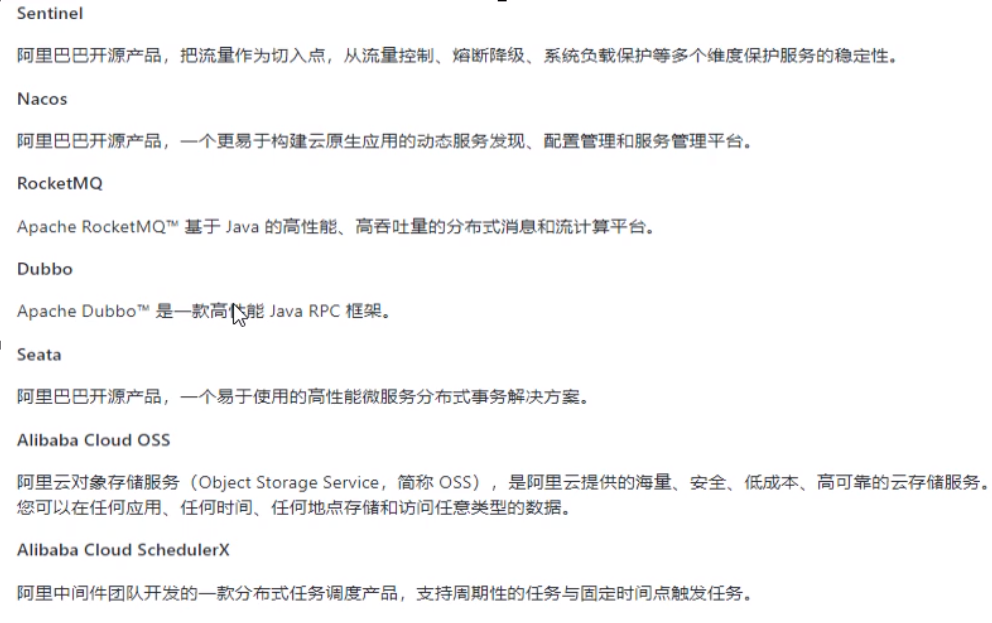 Sentinel
阿里巴巴开源产品，把流量作为切入点，从流量控制、熔断降级、系统负载保护等多个维度保护服务的稳定性。
Nacos
阿里巴巴开源产品，一个更易于构建云原生应用的动态服务发现、配置管理和服务管理平台。
RocketMQ
Apache RocketMQ™ 基于 Java 的高性能、高吞吐量的分布式消息和流计算平台。
Dubbo
Apache Dubbo™ 是一款高性能 Java RPC 框架。
Seata
阿里巴巴开源产品，一个易于使用的高性能微服务分布式事务解决方案。
Alibaba Cloud OSS
阿里云对象存储服务（Object Storage Service，简称 OSS），是阿里云提供的海量、安全、低成本、高可靠的云存储服务。
您可以在任何应用、任何时间、任何地点存储和访问任意类型的数据。
Alibaba Cloud SchedulerX
阿里中间件团队开发的一款分布式任务调度产品，支持周期性的任务与固定时间点触发任务。